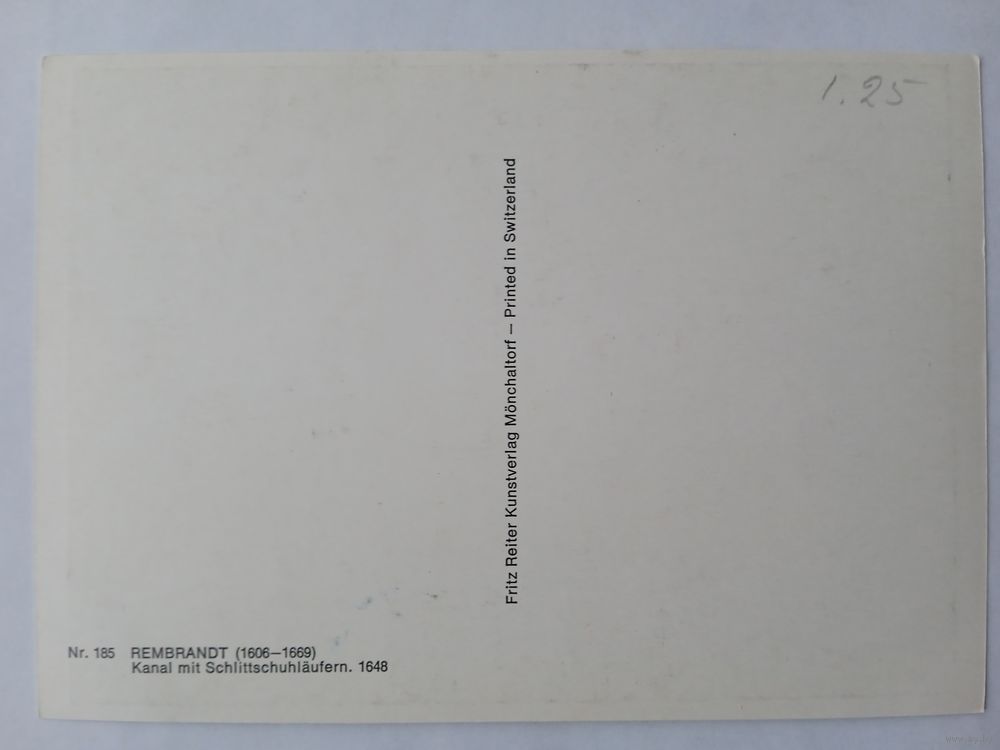 1.25
Fritz Reiter Kunstverlag Mönchaltorf – Printed in Switzerland
Nr. 185 REMBRANDT (1606–1669)
Kanal mit Schlittschuhläufern. 1648